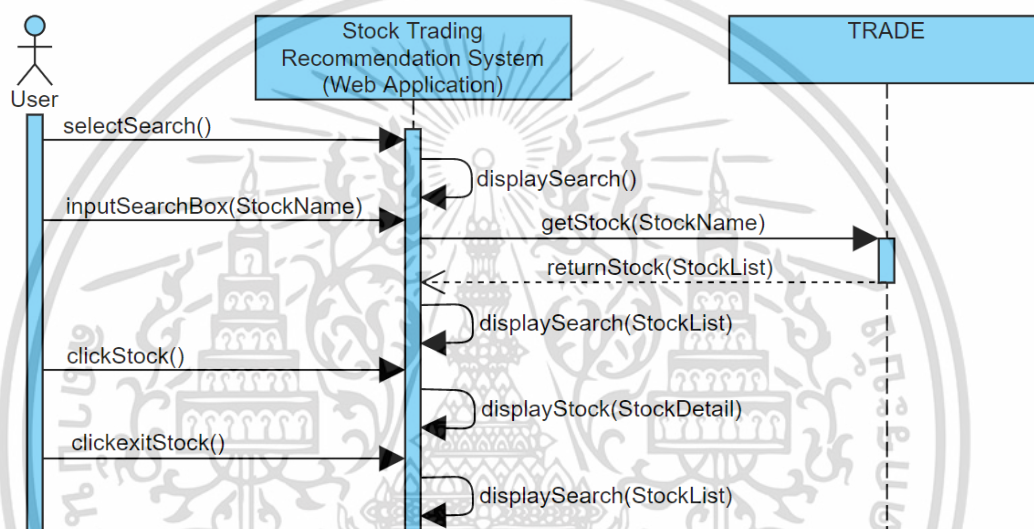 Stock Trading
Recommendation System
(Web Application)
TRADE
User
selectSearch()
displaySearch()
inputSearchBox(StockName)
getStock(StockName)
returnStock(StockList)
displaySearch(StockList)
clickStock()
displayStock(StockDetail)
clickexitStock()
displaySearch(StockList)